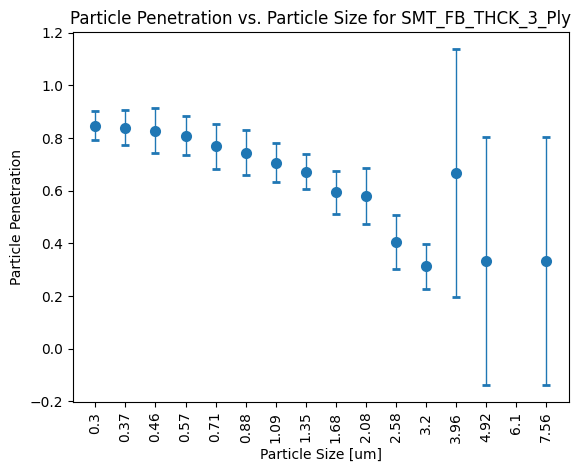 Particle Penetration vs. Particle Size for SMT_FB_THCK_3_Ply
1.2
1.0
0.8
0.6
0.4
0.2
0.0
−0.2
Particle Penetration
0.3 0.37 0.46 0.57 0.71 0.88 1.09 1.35 1.68 2.08 2.58 3.2 3.96 4.92 6.1 7.56
Particle Size [um]